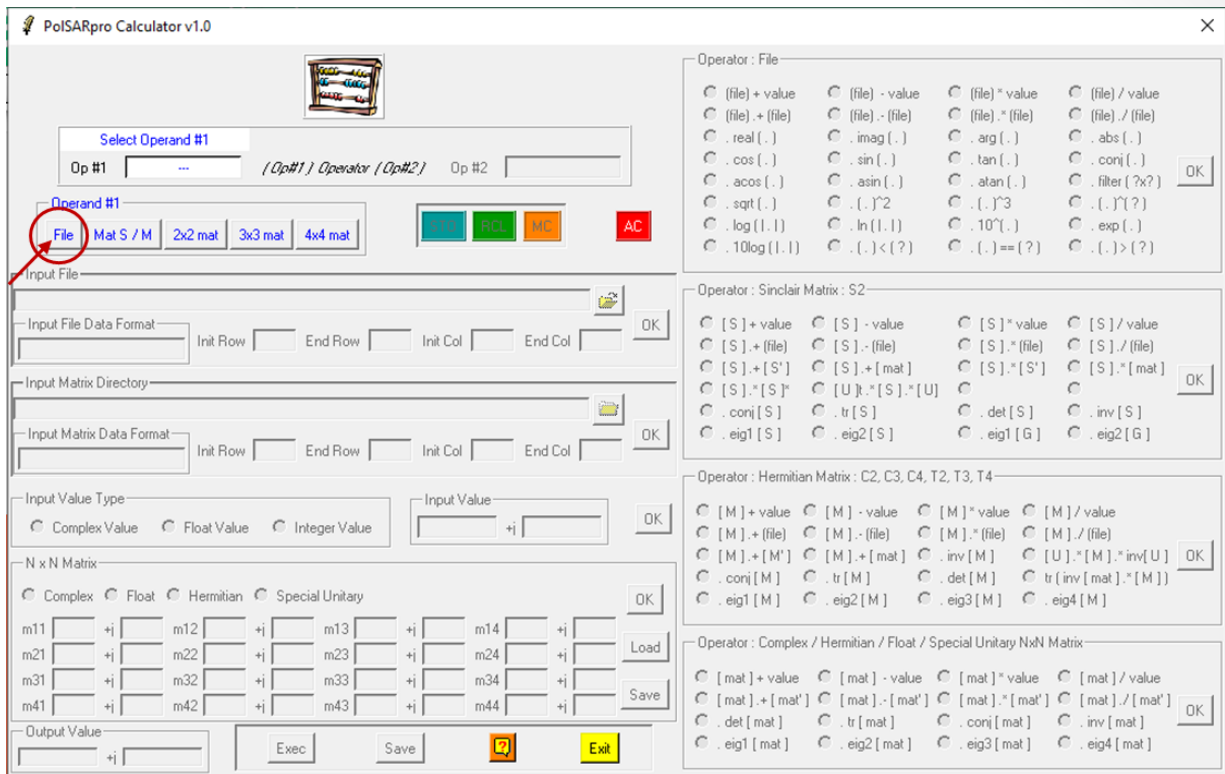 PolSARpro Calculator v1.0
Select Operand #1
Op #1 --- ( Op#1 ) Operator ( Op#2 ) Op #2
Operand #1
File Mat S / M 2x2 mat 3x3 mat 4x4 mat
STO RCL MC AC
Input File
OK
Input File Data Format
Init Row End Row Init Col End Col
Input Matrix Directory
OK
Input Matrix Data Format
Init Row End Row Init Col End Col
Input Value Type
Complex Value Float Value Integer Value
Input Value
+j
OK
N x N Matrix
Complex Float Hermitian Special Unitary
OK
m11 +j m12 +j m13 +j m14 +j
m21 +j m22 +j m23 +j m24 +j
Load
m31 +j m32 +j m33 +j m34 +j
m41 +j m42 +j m43 +j m44 +j
Save
Output Value
+j
Exec Save ? Exit
Operator : File
(file) + value (file) - value (file) * value (file) / value
(file) .+ (file) (file) .- (file) (file) .* (file) (file) ./ (file)
. real ( . ) . imag ( . ) . arg ( . ) . abs ( . )
. cos ( . ) . sin ( . ) . tan ( . ) . conj ( . )
. acos ( . ) . asin ( . ) . atan ( . ) . filter ( ?x? )
. sqrt ( . ) . ( . )^2 . ( . )^3 . ( . )^( ? )
. log ( | . | ) . ln ( | . | ) . 10^( . ) . exp ( . )
. 10log ( | . | ) . ( . ) < ( ? ) . ( . ) == ( ? ) . ( . ) > ( ? )
OK
Operator : Sinclair Matrix : S2
[ S ] + value [ S ] - value [ S ] * value [ S ] / value
[ S ] .+ (file) [ S ] .- (file) [ S ] .* (file) [ S ] ./ (file)
[ S ] .+ [ S' ] [ S ] .+ [ mat ] [ S ] .* [ S' ] [ S ] .* [ mat ]
[ S ] .* [ S ]* [ U ]t .* [ S ] .* [ U ]
. conj [ S ] . tr [ S ] . det [ S ] . inv [ S ]
. eig1 [ S ] . eig2 [ S ] . eig1 [ G ] . eig2 [ G ]
OK
Operator : Hermitian Matrix : C2, C3, C4, T2, T3, T4
[ M ] + value [ M ] - value [ M ] * value [ M ] / value
[ M ] .+ (file) [ M ] .- (file) [ M ] .* (file) [ M ] ./ (file)
[ M ] .+ [ M' ] [ M ] .+ [ mat ] . inv [ M ] [ U ] .* [ M ] .* inv[ U ]
. conj [ M ] . tr [ M ] . det [ M ] tr ( inv [ mat ] .* [ M ] )
. eig1 [ M ] . eig2 [ M ] . eig3 [ M ] . eig4 [ M ]
OK
Operator : Complex / Hermitian / Float / Special Unitary NxN Matrix
[ mat ] + value [ mat ] - value [ mat ] * value [ mat ] / value
[ mat ] .+ [ mat' ] [ mat ] .- [ mat' ] [ mat ] .* [ mat' ] [ mat ] ./ [ mat' ]
. det [ mat ] . tr [ mat ] . conj [ mat ] . inv [ mat ]
. eig1 [ mat ] . eig2 [ mat ] . eig3 [ mat ] . eig4 [ mat ]
OK